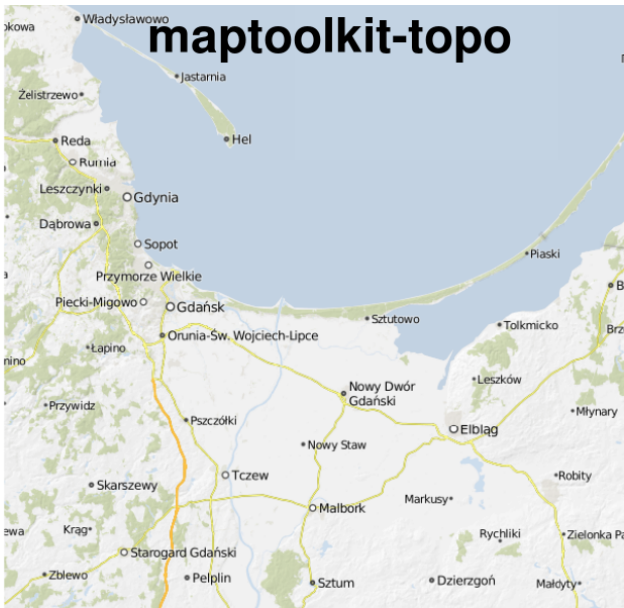 Władysławowo
maptoolkit-topo
Jastarnia
Żelistrzewo
Hel
Reda
Rumia
Leszczynki
Gdynia
Dąbrowa
Sopot
Piaski
Przymorze Wielkie
Piecki-Migowo
Gdańsk
Sztutowo
Tolkmicko
Orunia-Św. Wojciech-Lipce
Łapino
Leszków
Nowy Dwór
Gdański
Przywidz
Młynary
Pszczółki
Elbląg
Nowy Staw
Tczew
Robity
Skarszewy
Markusy
Malbork
Krąg
Rychliki
Zielonka Pa
Starogard Gdański
Zblewo
Pelplin
Sztum
Dzierzgoń
Małdyty